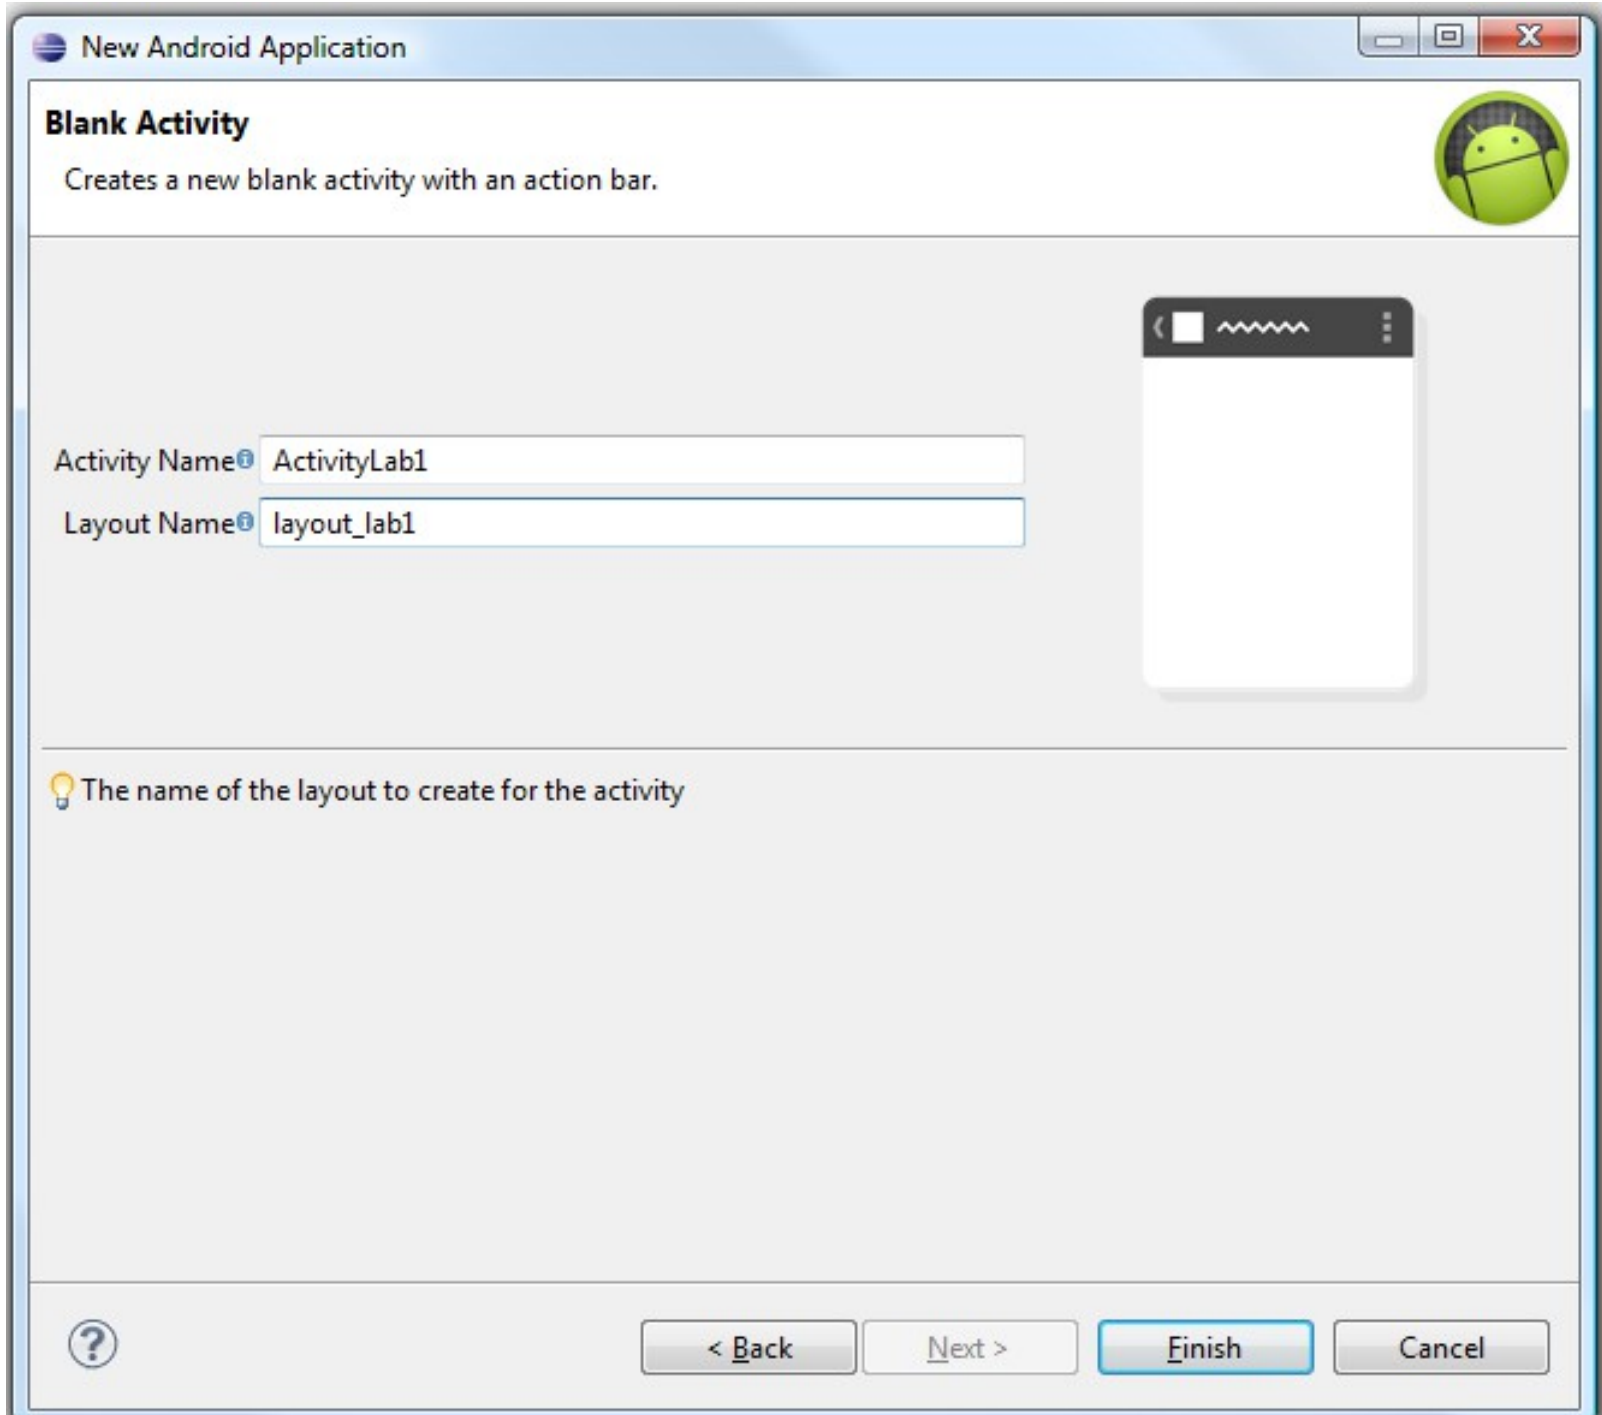 New Android Application
Blank Activity
Creates a new blank activity with an action bar.
Activity Name ActivityLab1
Layout Name layout_lab1
The name of the layout to create for the activity
? < Back Next > Finish Cancel